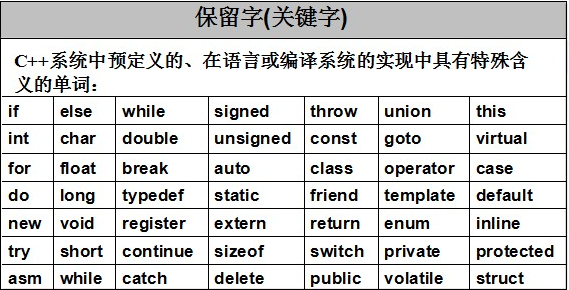 保留字(关键字)
C++系统中预定义的、在语言或编译系统的实现中具有特殊含
义的单词：
if else while signed throw union this
int char double unsigned const goto virtual
for float break auto class operator case
do long typedef static friend template default
new void register extern return enum inline
try short continue sizeof switch private protected
asm while catch delete public volatile struct